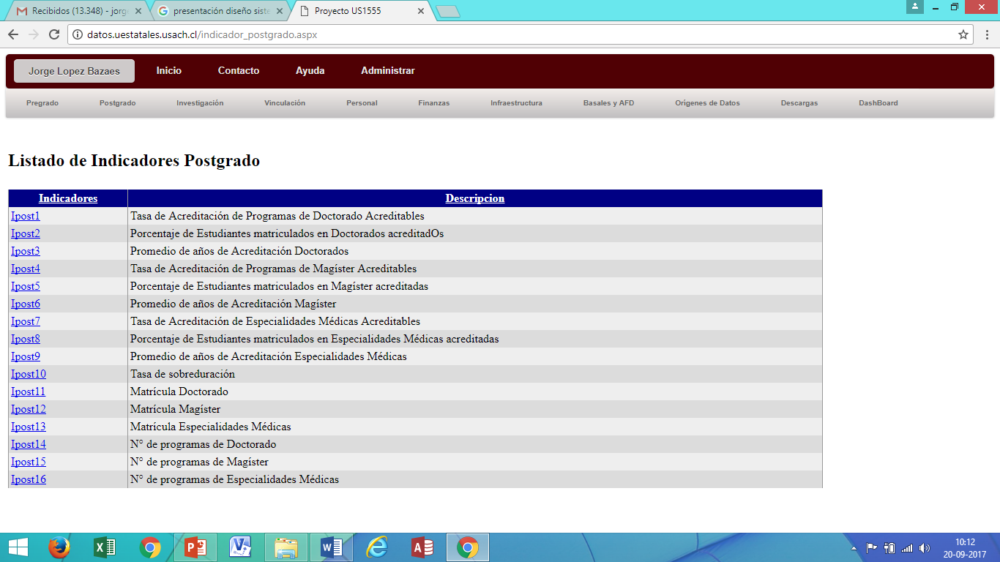 Recibidos (13.348) - jorge
presentación diseño siste
Proyecto US1555
datos.uestatales.usach.cl/indicador_postgrado.aspx
Jorge Lopez Bazaes Inicio Contacto Ayuda Administrar
Pregrado Postgrado Investigación Vinculación Personal Finanzas Infraestructura Basales y AFD Orígenes de Datos Descargas DashBoard
Listado de Indicadores Postgrado
Indicadores Descripcion
Ipost1 Tasa de Acreditación de Programas de Doctorado Acreditables
Ipost2 Porcentaje de Estudiantes matriculados en Doctorados acreditadOs
Ipost3 Promedio de años de Acreditación Doctorados
Ipost4 Tasa de Acreditación de Programas de Magíster Acreditables
Ipost5 Porcentaje de Estudiantes matriculados en Magíster acreditadas
Ipost6 Promedio de años de Acreditación Magíster
Ipost7 Tasa de Acreditación de Especialidades Médicas Acreditables
Ipost8 Porcentaje de Estudiantes matriculados en Especialidades Médicas acreditadas
Ipost9 Promedio de años de Acreditación Especialidades Médicas
Ipost10 Tasa de sobreduración
Ipost11 Matrícula Doctorado
Ipost12 Matrícula Magíster
Ipost13 Matrícula Especialidades Médicas
Ipost14 N° de programas de Doctorado
Ipost15 N° de programas de Magíster
Ipost16 N° de programas de Especialidades Médicas
10:12
20-09-2017